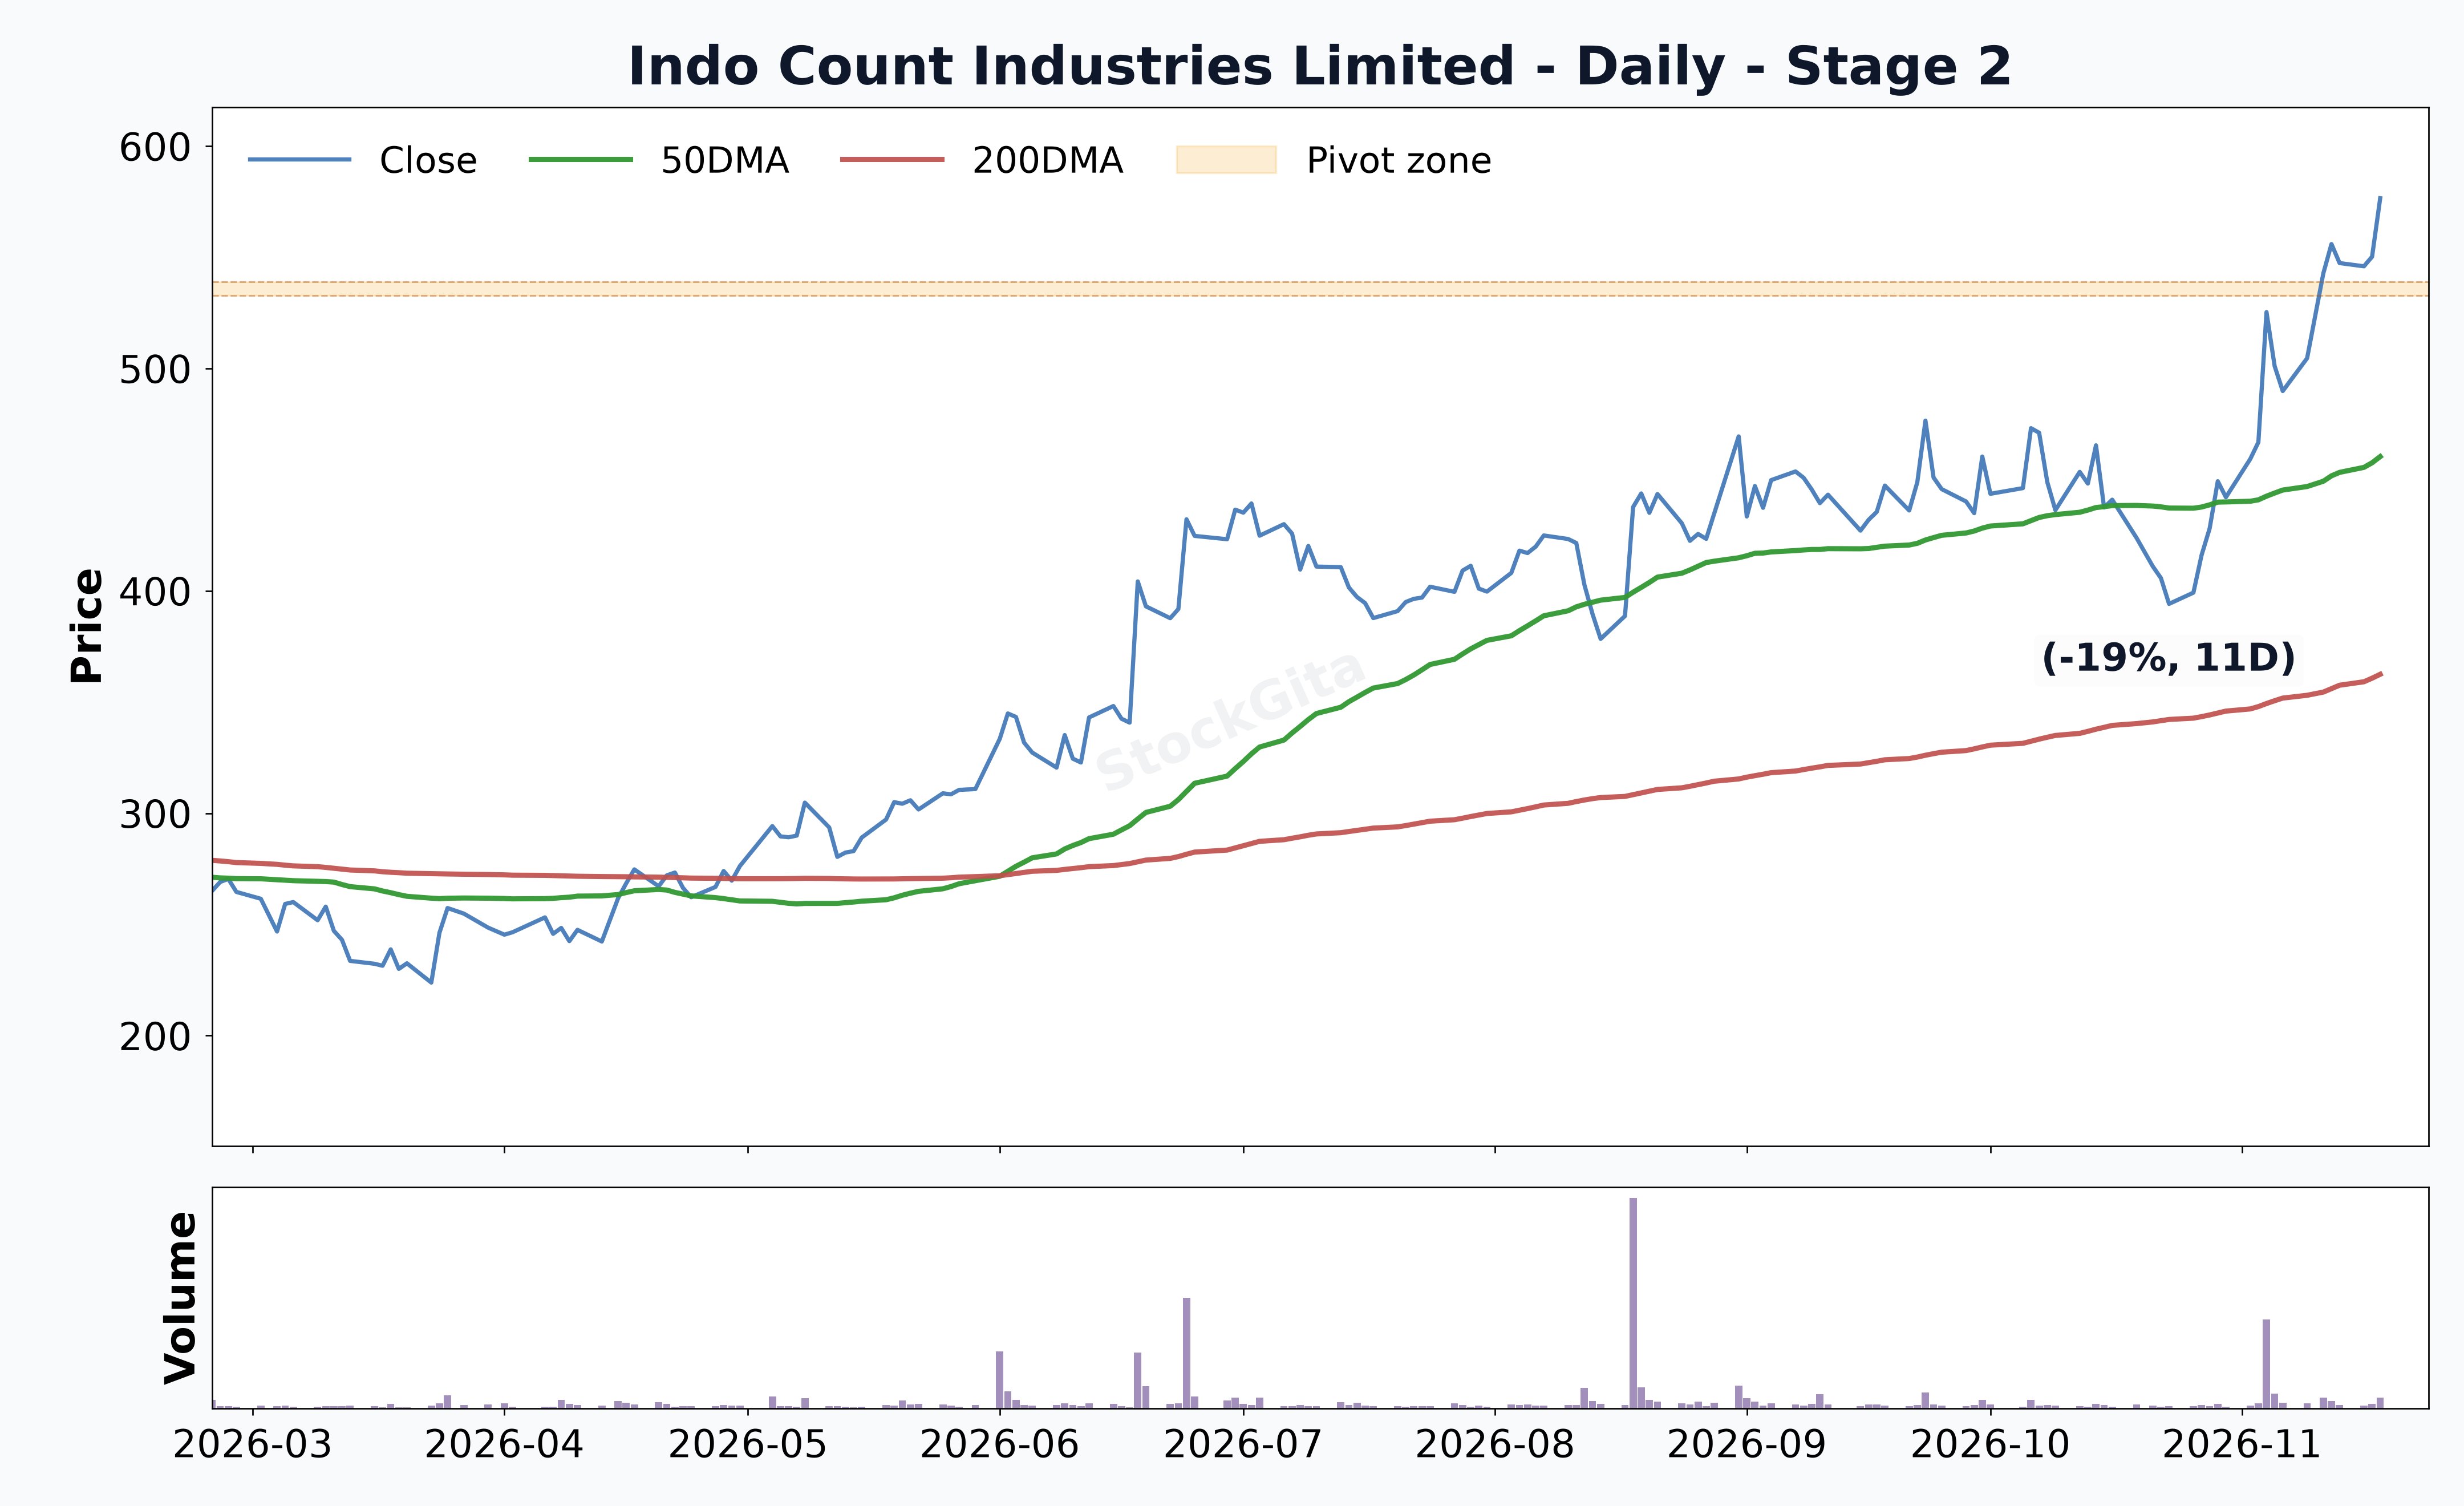 Indo Count Industries Limited - Daily - Stage 2
Close 50DMA 200DMA Pivot zone
600
500
400
300
200
Price
(-19%, 11D)
StockGita
Volume
2026-03 2026-04 2026-05 2026-06 2026-07 2026-08 2026-09 2026-10 2026-11